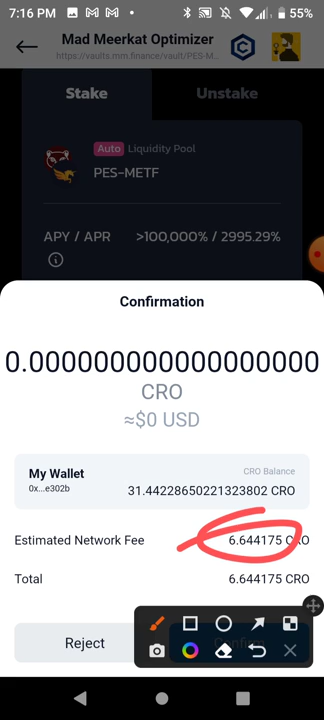 7:16 PM
55%
Mad Meerkat Optimizer
https://vaults.mm.finance/vault/PES-M...
Stake
Unstake
Auto Liquidity Pool
PES-METF
APY / APR
>100,000% / 2995.29%
Confirmation
0.000000000000000000
CRO
≈$0 USD
My Wallet
CRO Balance
0x...e302b
31.44228650221323802 CRO
Estimated Network Fee
6.644175 CRO
Total
6.644175 CRO
Reject
Confirm